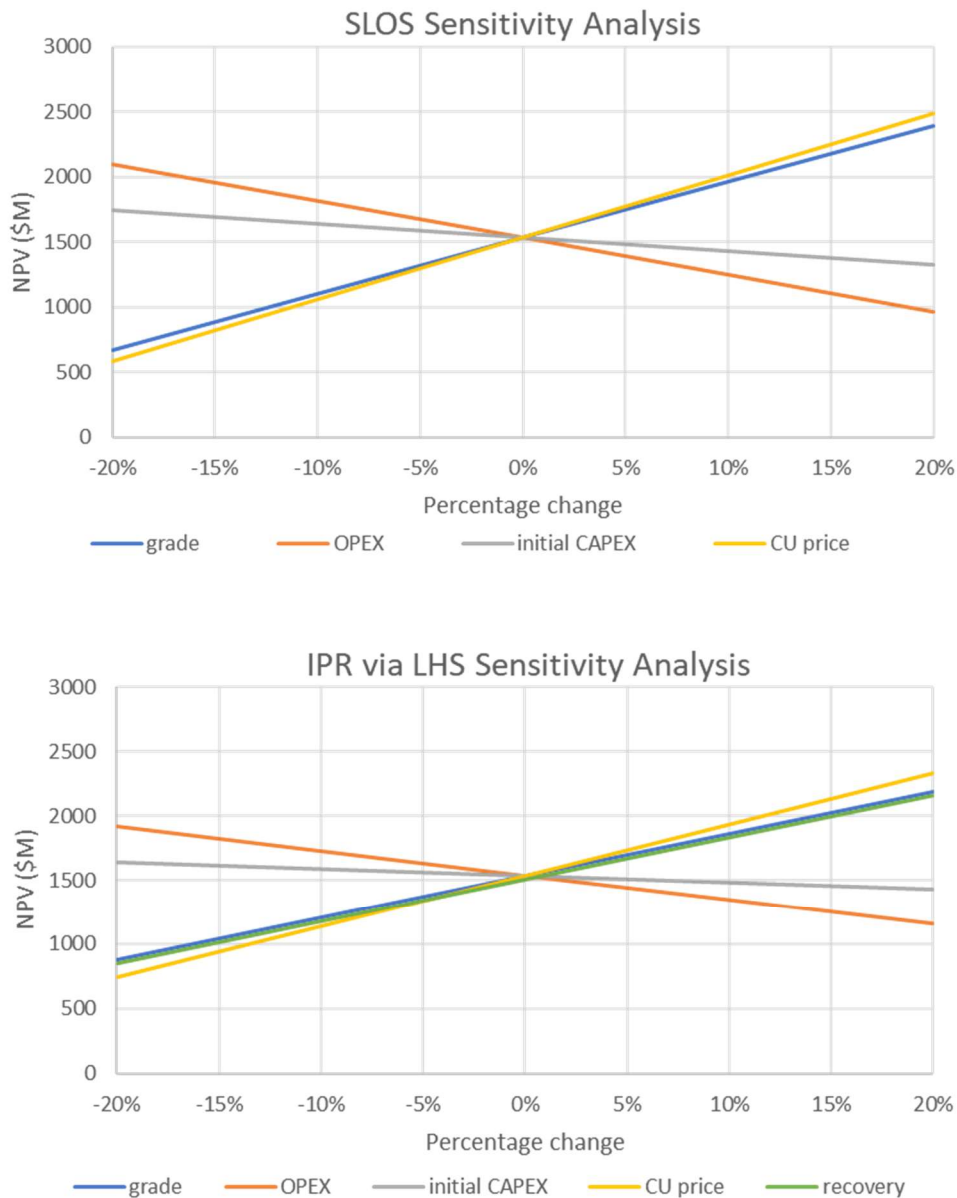 SLOS Sensitivity Analysis
3000
2500
2000
1500
1000
500
0
NPV ($M)
-20% -15% -10% -5% 0% 5% 10% 15% 20%
Percentage change
grade OPEX initial CAPEX CU price
IPR via LHS Sensitivity Analysis
3000
2500
2000
1500
1000
500
0
NPV ($M)
-20% -15% -10% -5% 0% 5% 10% 15% 20%
Percentage change
grade OPEX initial CAPEX CU price recovery